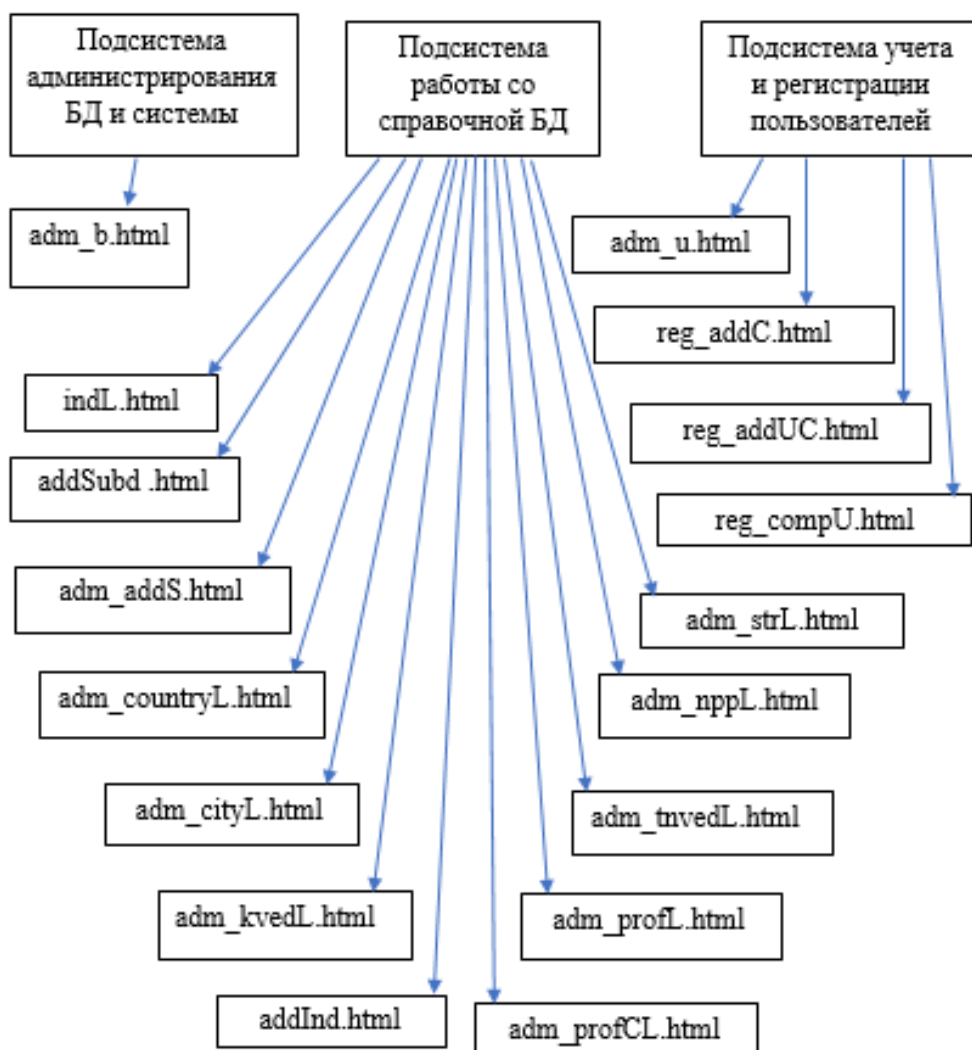 Подсистема
администрирования
БД и системы
Подсистема
работы со
справочной БД
Подсистема учета
и регистрации
пользователей
adm_b.html
adm_u.html
reg_addC.html
indL.html
reg_addUC.html
addSubd .html
reg_compU.html
adm_addS.html
adm_strL.html
adm_countryL.html
adm_nppL.html
adm_cityL.html
adm_tnvedL.html
adm_kvedL.html
adm_profL.html
addInd.html
adm_profCL.html